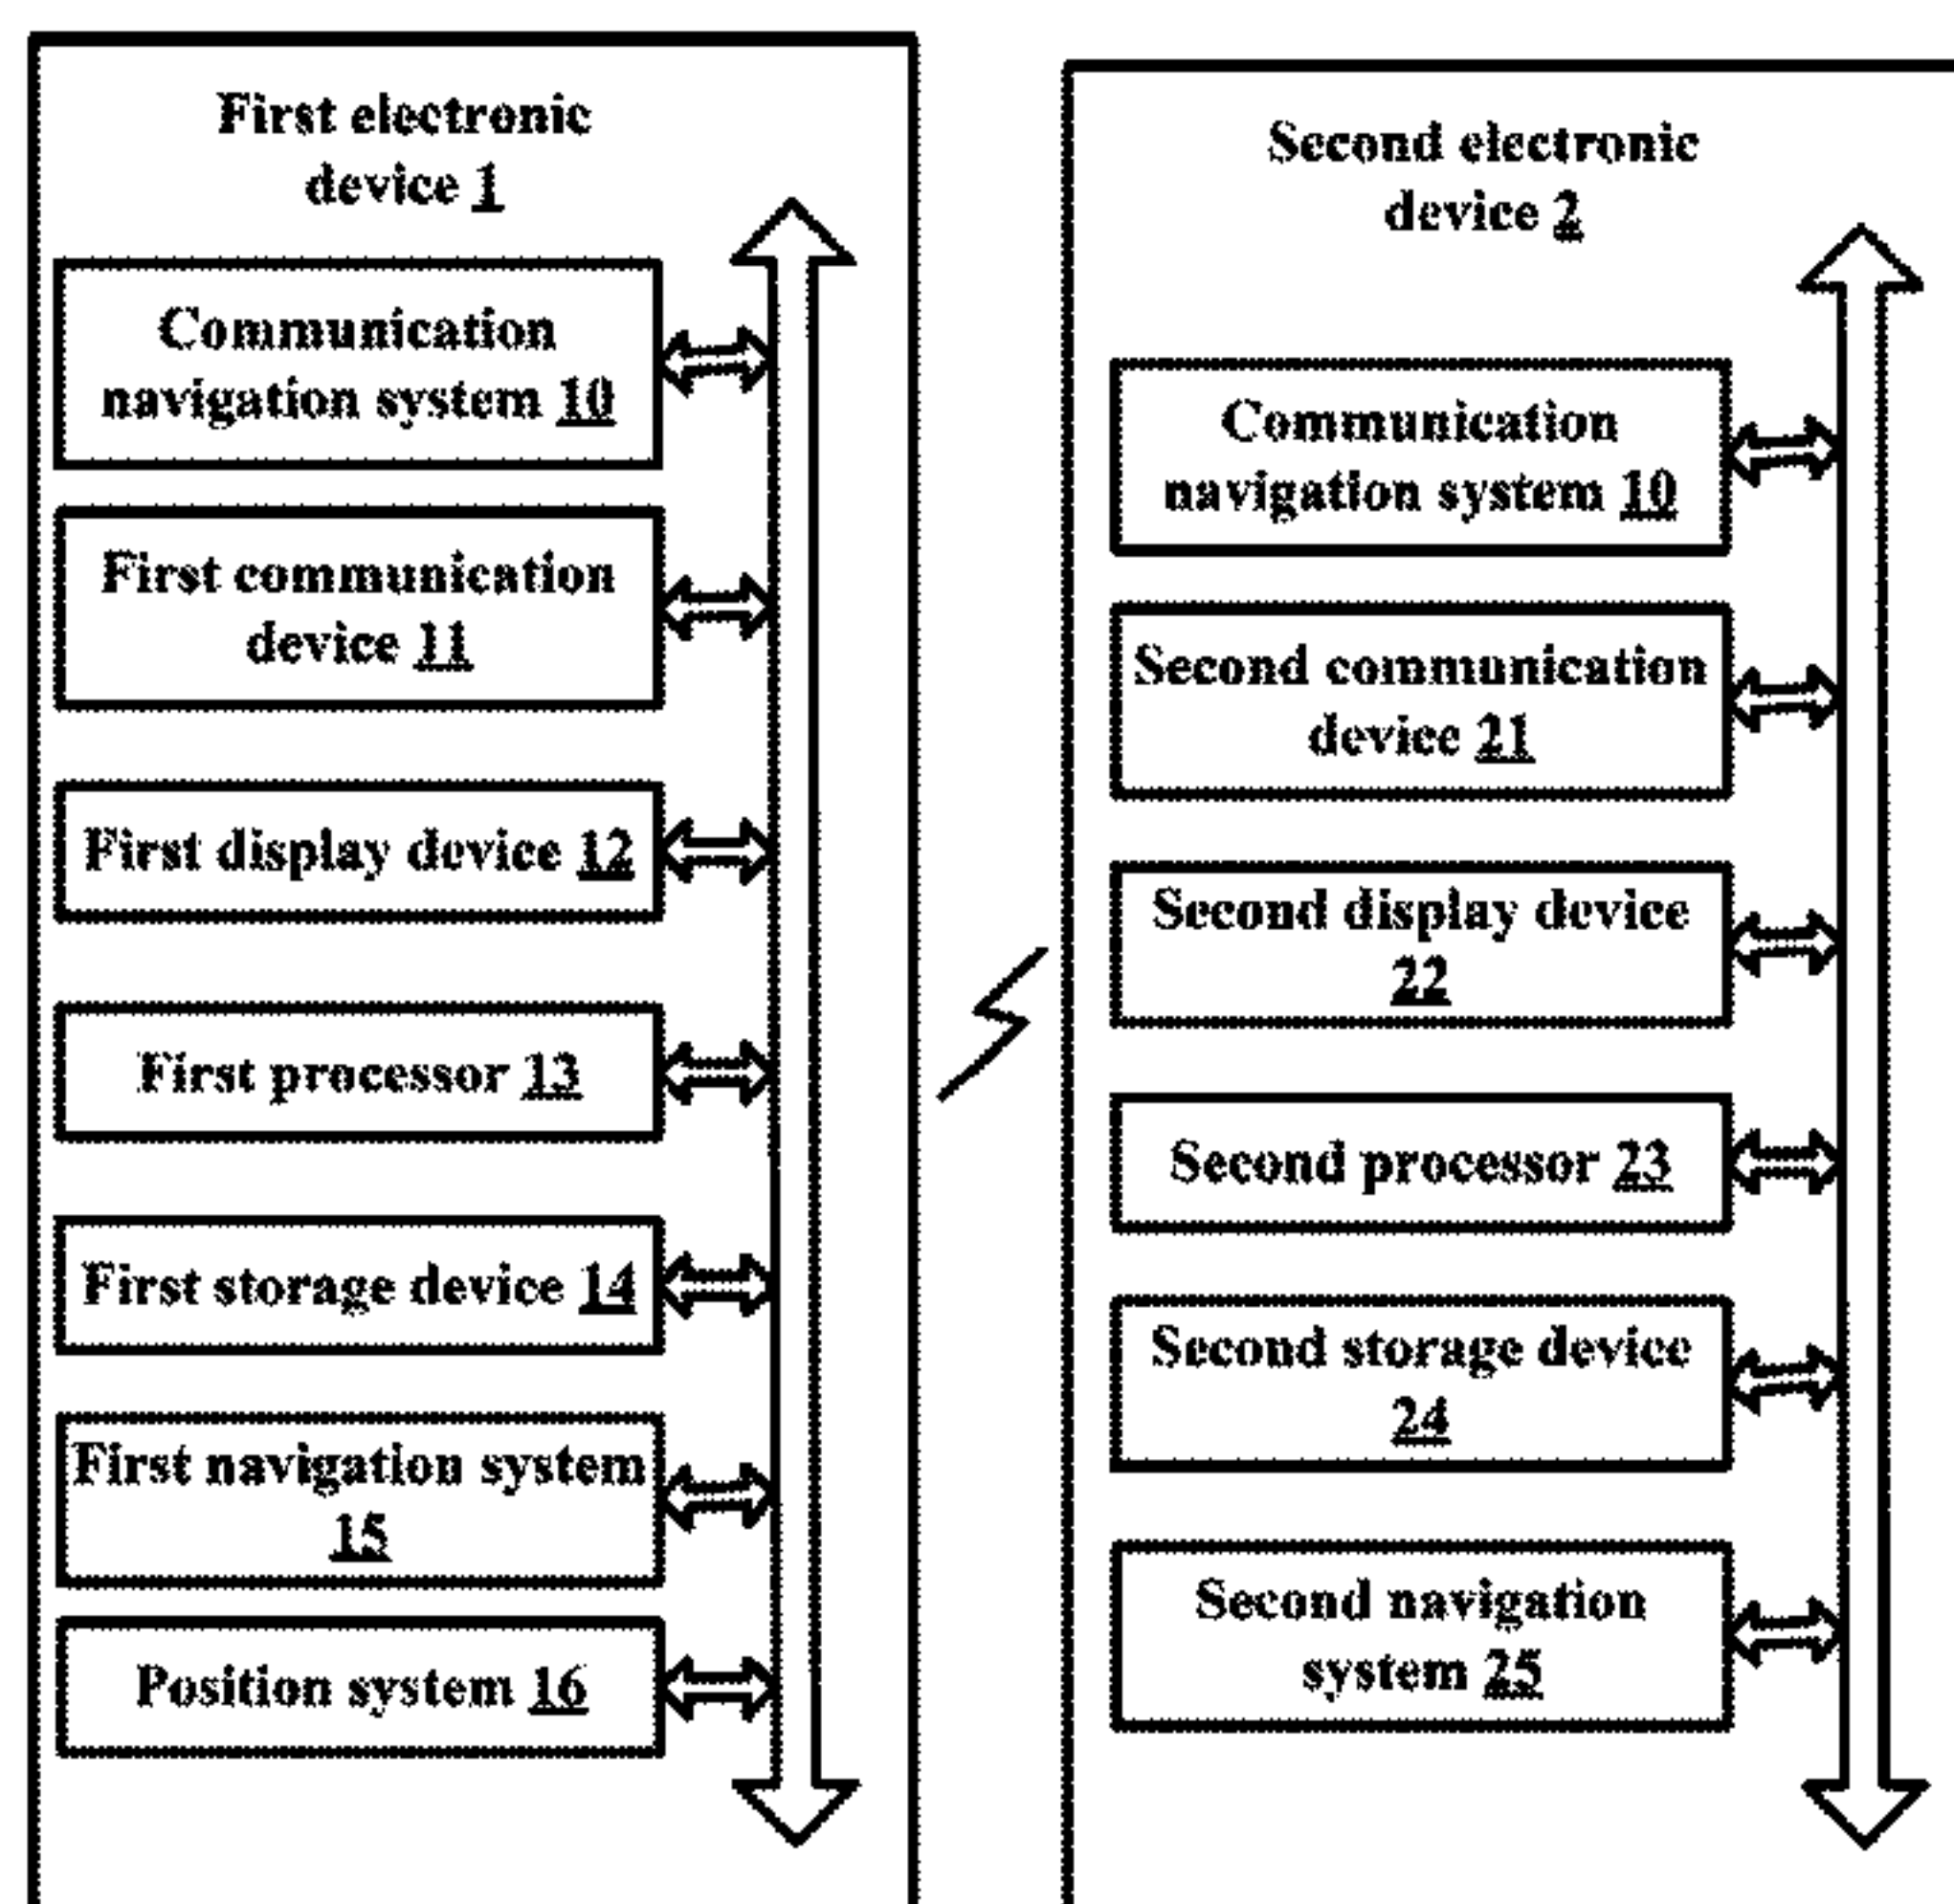 First electronic
device 1
Communication
navigation system 10
First communication
device 11
First display device 12
First processor 13
First storage device 14
First navigation system
15
Position system 16
Second electronic
device 2
Communication
navigation system 10
Second communication
device 21
Second display device
22
Second processor 23
Second storage device
24
Second navigation
system 25